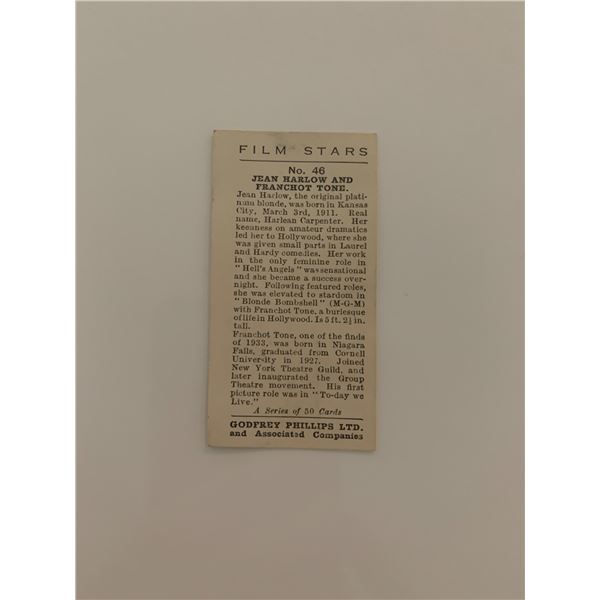 FILM STARS
No. 46
JEAN HARLOW AND
FRANCHOT TONE.
Jean Harlow, the original plati-
num blonde, was born in Kansas
City, March 3rd, 1911. Real
name, Harlean Carpenter. Her
keenness on amateur dramatics
led her to Hollywood, where she
was given small parts in Laurel
and Hardy comedies. Her work
in the only feminine role in
"Hell's Angels" was sensational
and she became a success over-
night. Following featured roles,
she was elevated to stardom in
"Blonde Bombshell" (M-G-M)
with Franchot Tone, a burlesque
of life in Hollywood. Is 5 ft. 2½ in.
tall.
Franchot Tone, one of the finds
of 1933, was born in Niagara
Falls, graduated from Cornell
University in 1927. Joined
New York Theatre Guild, and
later inaugurated the Group
Theatre movement. His first
picture role was in "To-day we
Live."
A Series of 50 Cards
GODFREY PHILLIPS LTD.
and Associated Companies